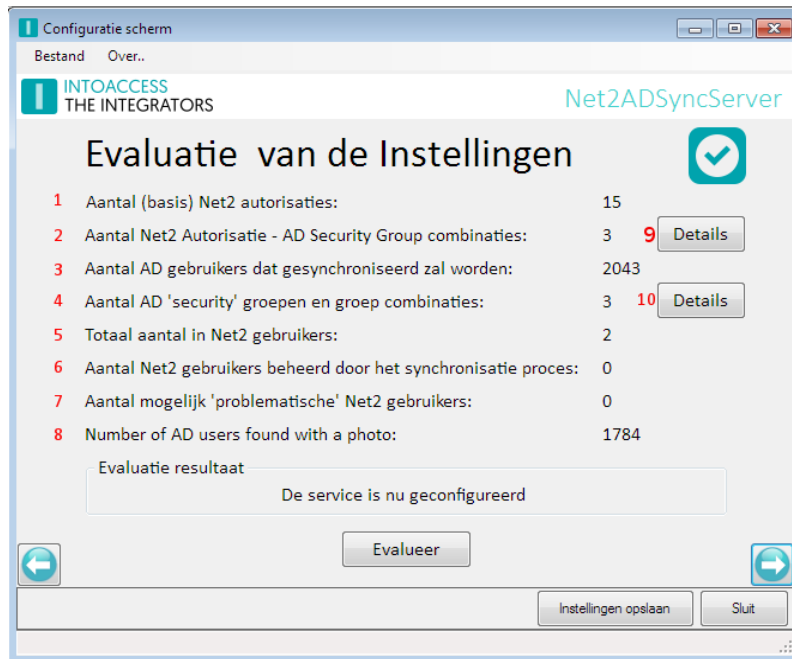 Configuratie scherm
Bestand Over..
INTOACCESS
THE INTEGRATORS
Net2ADSyncServer
Evaluatie van de Instellingen
1 Aantal (basis) Net2 autorisaties: 15
2 Aantal Net2 Autorisatie - AD Security Group combinaties: 3 9 Details
3 Aantal AD gebruikers dat gesynchroniseerd zal worden: 2043
4 Aantal AD 'security' groepen en groep combinaties: 3 10 Details
5 Totaal aantal in Net2 gebruikers: 2
6 Aantal Net2 gebruikers beheerd door het synchronisatie proces: 0
7 Aantal mogelijk 'problematische' Net2 gebruikers: 0
8 Number of AD users found with a photo: 1784
Evaluatie resultaat
De service is nu geconfigureerd
Evalueer
Instellingen opslaan Sluit